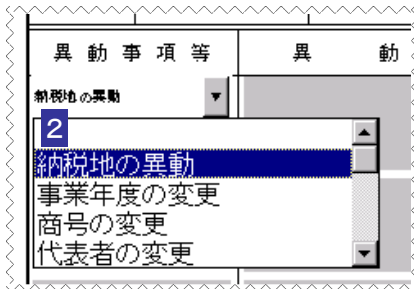 異動事項等 異動
納税地の異動
2
納税地の異動
事業年度の変更
商号の変更
代表者の変更